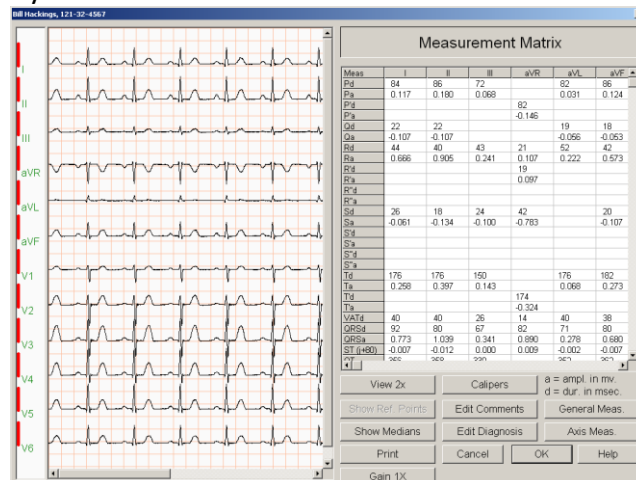 Bill Hackings, 121-32-4567
I
II
III
aVR
aVL
aVF
V1
V2
V3
V4
V5
V6
Measurement Matrix
Meas I II III aVR aVL aVF
Pd 84 86 72 82 86
Pa 0.117 0.180 0.068 0.031 0.124
P'd 82
P'a -0.146
Qd 22 22 19 18
Qa -0.107 -0.107 -0.056 -0.053
Rd 44 40 43 21 52 42
Ra 0.666 0.905 0.241 0.107 0.222 0.573
R'd 19
R'a 0.097
R"d
R"a
Sd 26 18 24 42 20
Sa -0.061 -0.134 -0.100 -0.783 -0.107
S'd
S'a
S"d
S"a
Td 176 176 150 176 182
Ta 0.258 0.397 0.143 0.068 0.273
T'd 174
T'a -0.324
VATd 40 40 26 14 40 38
QRSd 92 80 67 82 71 80
QRSa 0.773 1.039 0.341 0.890 0.278 0.680
ST (j+80) -0.007 -0.012 0.000 0.009 -0.002 -0.007
View 2x Calipers a = ampl. in mv.
d = dur. in msec.
Show Ref. Points Edit Comments General Meas.
Show Medians Edit Diagnosis Axis Meas.
Print Cancel OK Help
Gain 1X